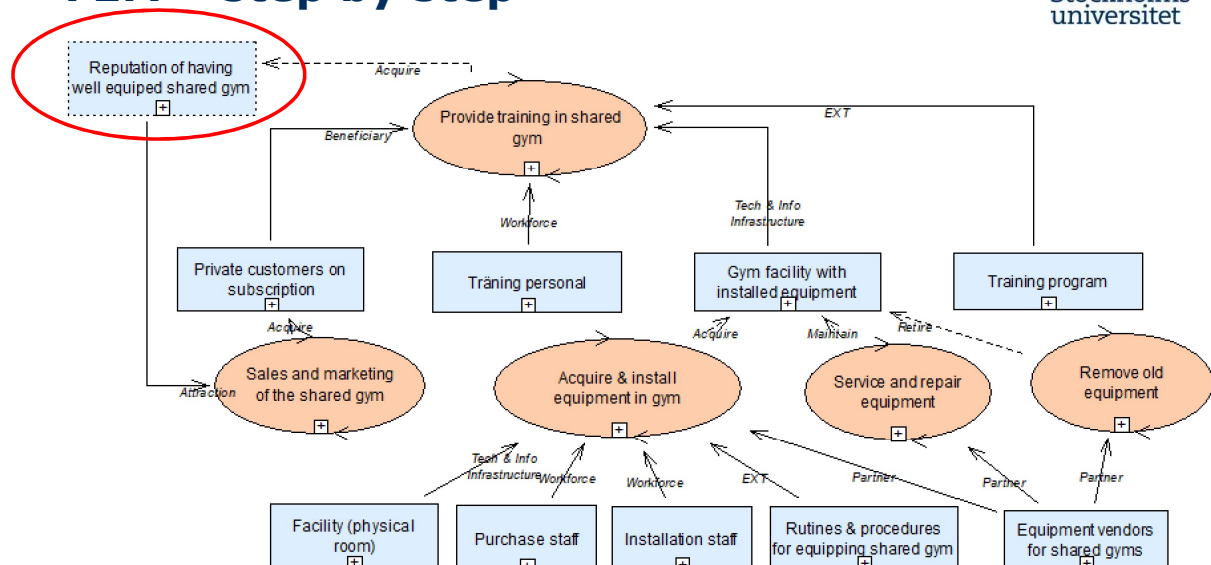 – Step by step
Stockholms
universitet
Reputation of having
well equiped shared gym
Acquire
Provide training in shared
gym
EXT
Beneficiary
Workforce
Tech & Info
Infrastructure
Private customers on
subscription
Träning personal
Gym facility with
installed equipment
Training program
Acquire
Acquire
Maintain
Retire
Sales and marketing
of the shared gym
Acquire & install
equipment in gym
Service and repair
equipment
Remove old
equipment
Attraction
Tech & Info
Infrastructure
Workforce
Workforce
EXT
Partner
Partner
Partner
Facility (physical
room)
Purchase staff
Installation staff
Rutines & procedures
for equipping shared gym
Equipment vendors
for shared gyms